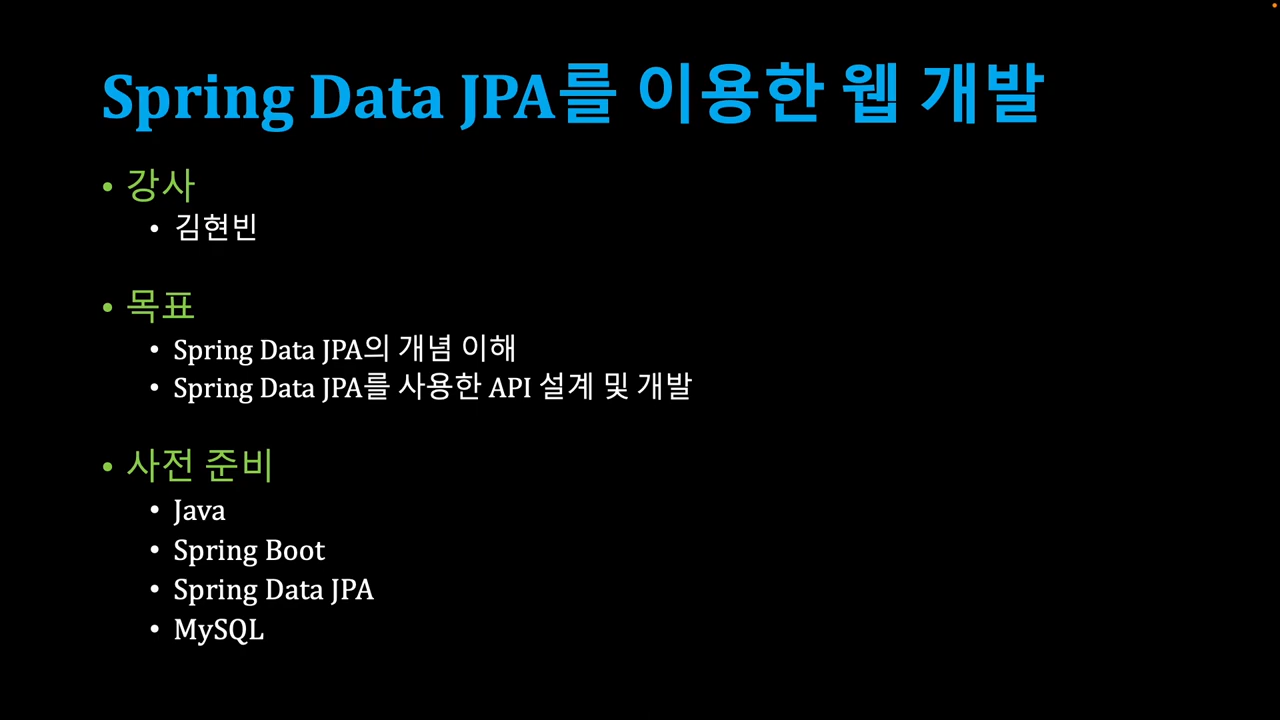 Spring Data JPA를 이용한 웹 개발
• 강사
• 김현빈
• 목표
• Spring Data JPA의 개념 이해
• Spring Data JPA를 사용한 API 설계 및 개발
• 사전 준비
• Java
• Spring Boot
• Spring Data JPA
• MySQL